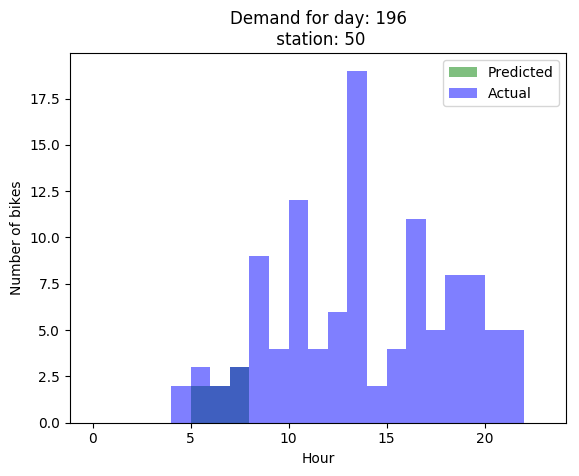 Demand for day: 196
station: 50
Predicted
Actual
Number of bikes
17.5
15.0
12.5
10.0
7.5
5.0
2.5
0.0
0
5
10
15
20
Hour